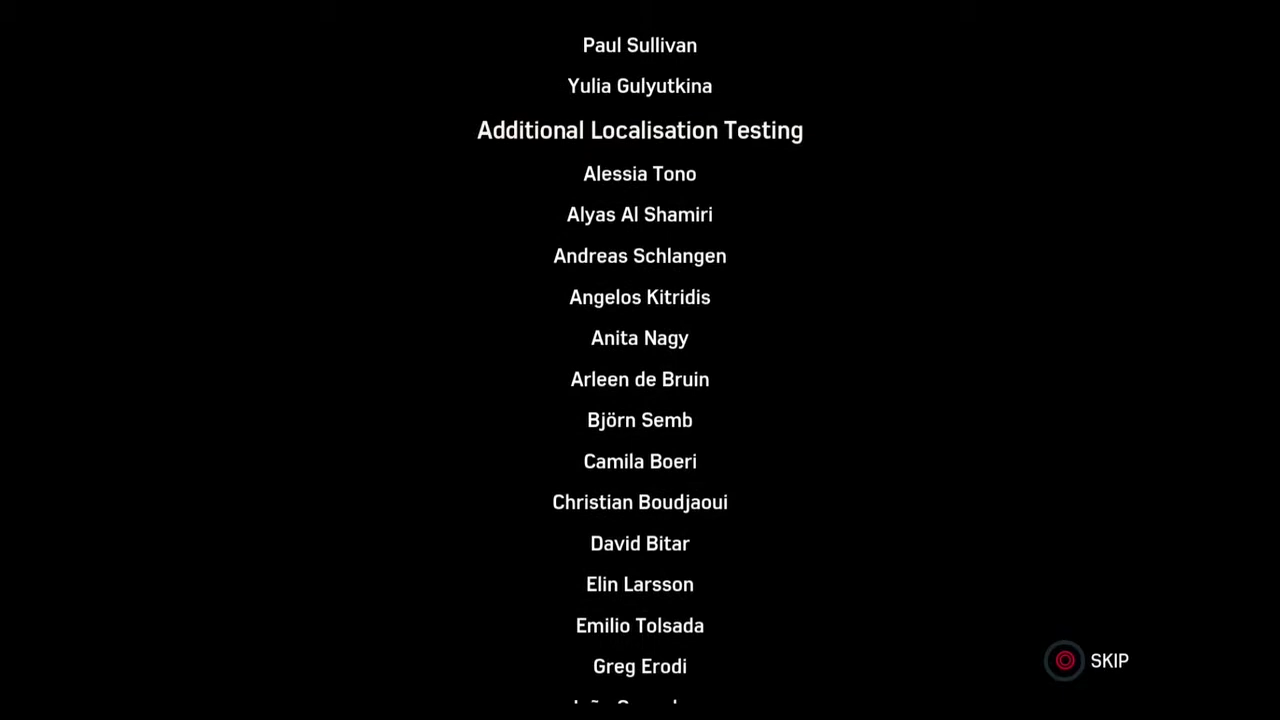 Paul Sullivan
Yulia Gulyutkina
Additional Localisation Testing
Alessia Tono
Alyas Al Shamiri
Andreas Schlangen
Angelos Kitridis
Anita Nagy
Arleen de Bruin
Björn Semb
Camila Boeri
Christian Boudjaoui
David Bitar
Elin Larsson
Emilio Tolsada
Greg Erodi
SKIP